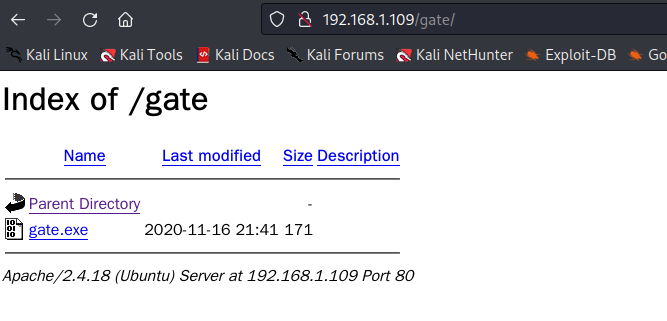 192.168.1.109/gate/
Kali Linux Kali Tools Kali Docs Kali Forums Kali NetHunter Exploit-DB Go
Index of /gate
Name Last modified Size Description
Parent Directory -
gate.exe 2020-11-16 21:41 171
Apache/2.4.18 (Ubuntu) Server at 192.168.1.109 Port 80